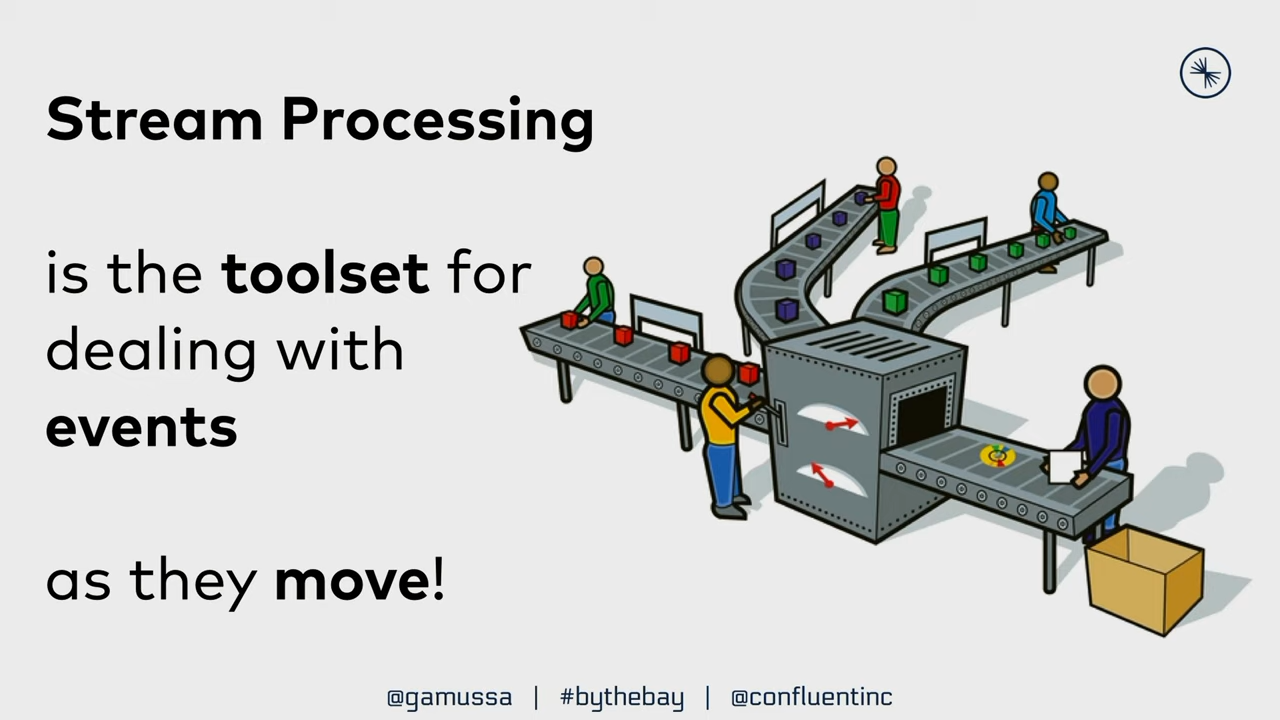 Stream Processing
is the toolset for
dealing with
events
as they move!
@gamussa | #bythebay | @confluentinc